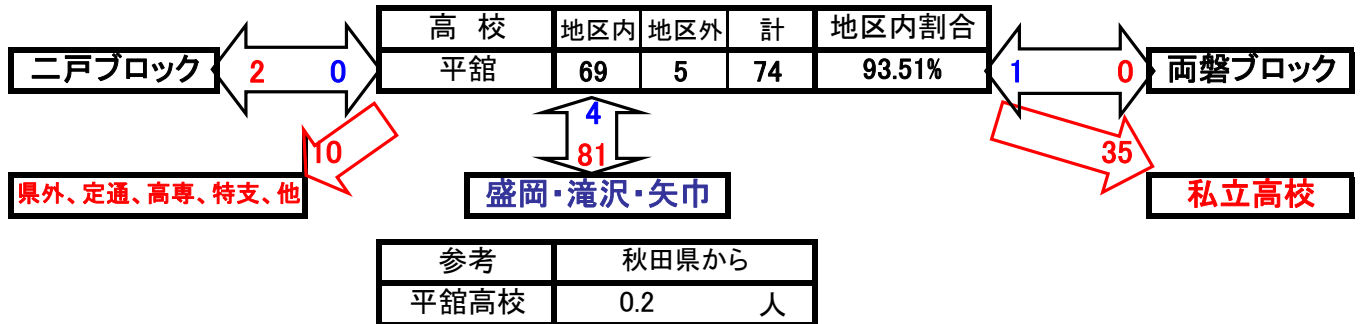 高 校 地区内 地区外 計 地区内割合
二戸ブロック 2 0 平舘 69 5 74 93.51% 1 0 両磐ブロック
4
10 81 35
県外、定通、高専、特支、他 盛岡・滝沢・矢巾 私立高校
参考 秋田県から
平舘高校 0.2 人